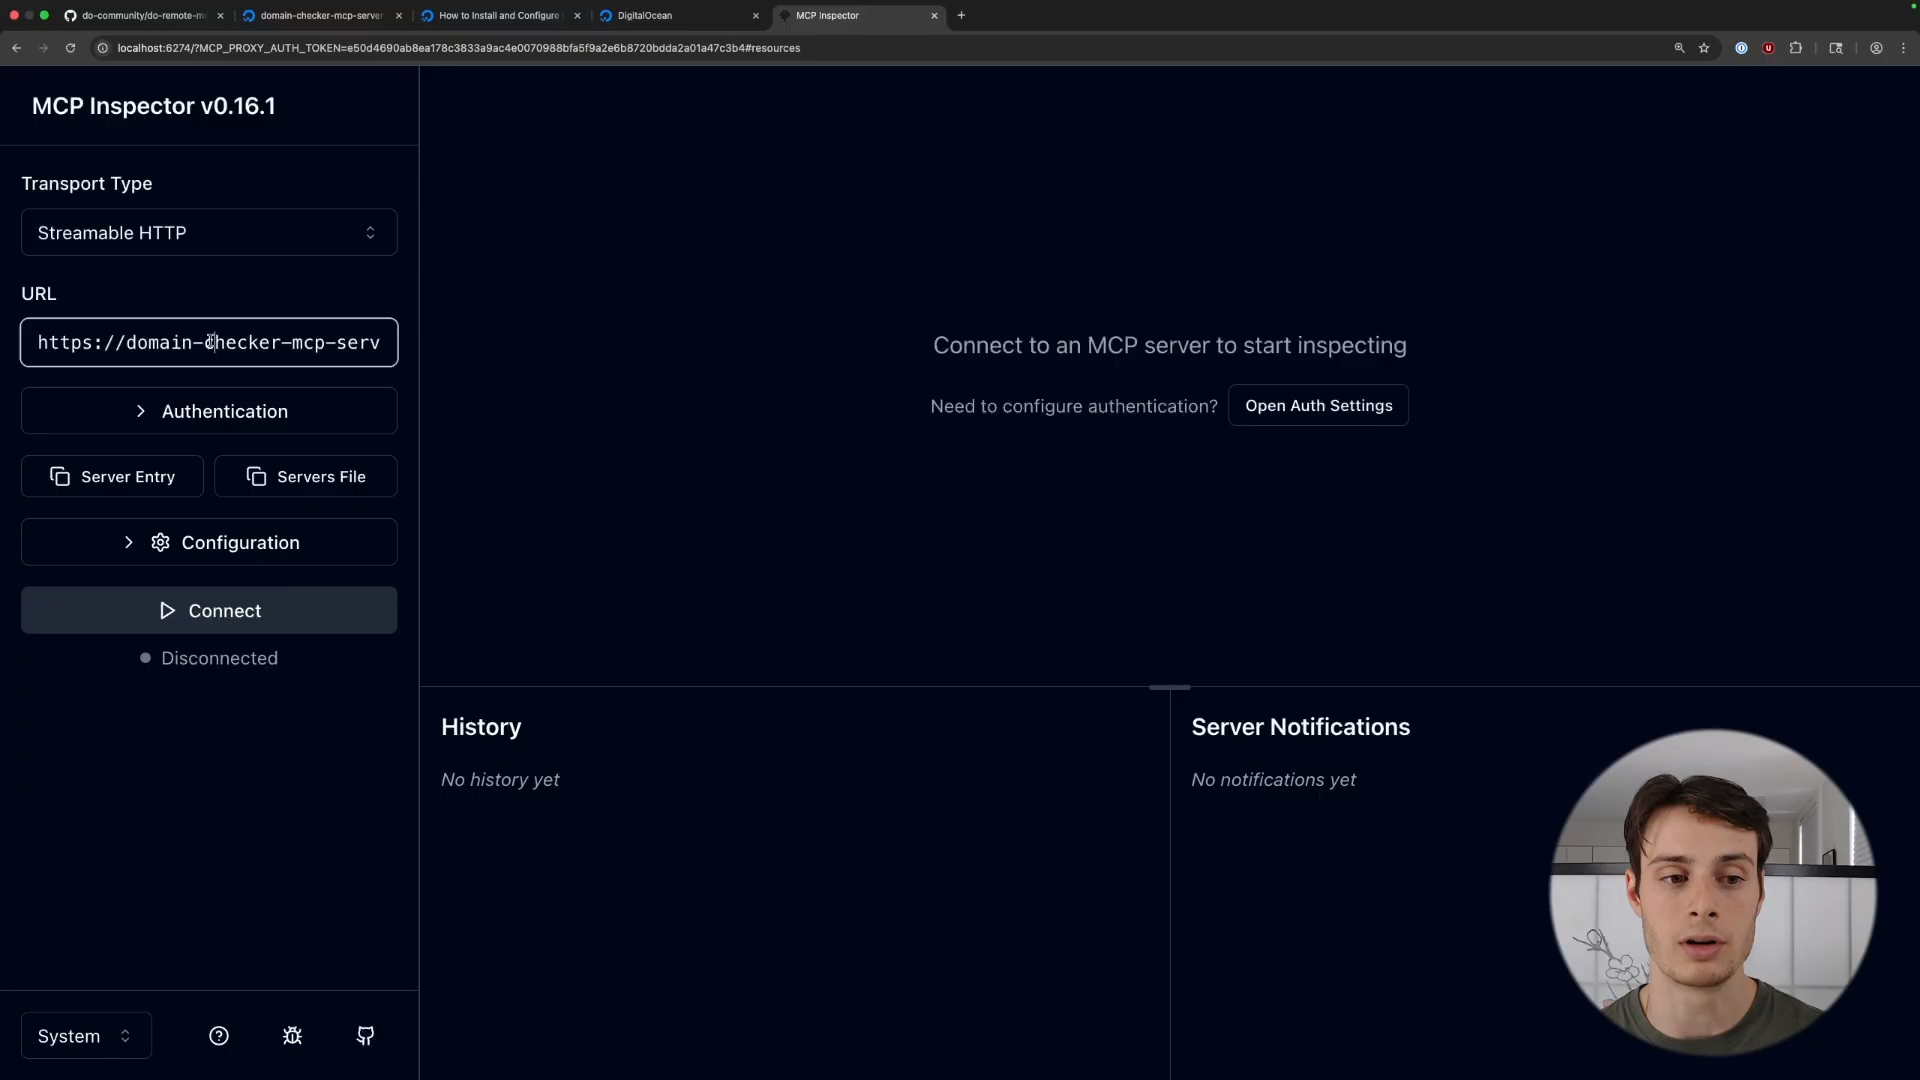 do-community/do-remote-m
domain-checker-mcp-server
How to Install and Configure
DigitalOcean
MCP Inspector
localhost:6274/?MCP_PROXY_AUTH_TOKEN=e50d4690ab8ea178c3833a9ac4e0070988bfa5f9a2e6b8720bdda2a01a47c3b4#resources
MCP Inspector v0.16.1
Transport Type
Streamable HTTP
URL
https://domain-checker-mcp-serv
Authentication
Server Entry
Servers File
Configuration
Connect
Disconnected
System
Connect to an MCP server to start inspecting
Need to configure authentication? Open Auth Settings
History
No history yet
Server Notifications
No notifications yet